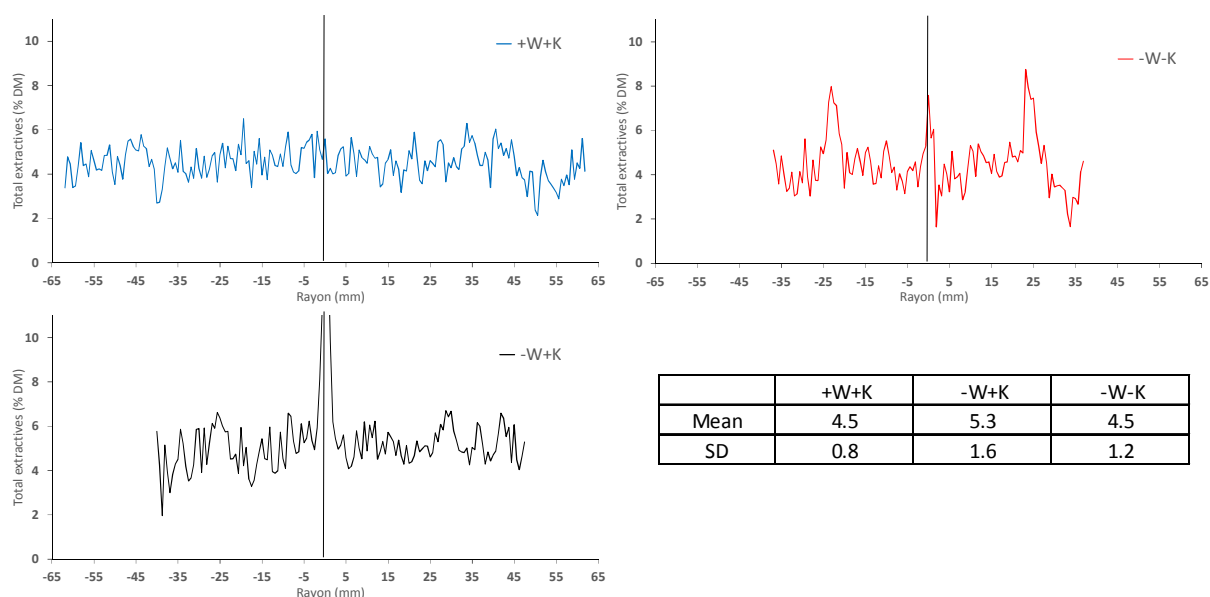 Total extractives (% DM)
10
8
6
4
2
0
+W+K
-65 -55 -45 -35 -25 -15 -5 5 15 25 35 45 55 65
Rayon (mm)
Total extractives (% DM)
10
8
6
4
2
0
-W-K
-65 -55 -45 -35 -25 -15 -5 5 15 25 35 45 55 65
Rayon (mm)
Total extractives (% DM)
10
8
6
4
2
0
-W+K
-65 -55 -45 -35 -25 -15 -5 5 15 25 35 45 55 65
Rayon (mm)
+W+K -W+K -W-K
Mean 4.5 5.3 4.5
SD 0.8 1.6 1.2